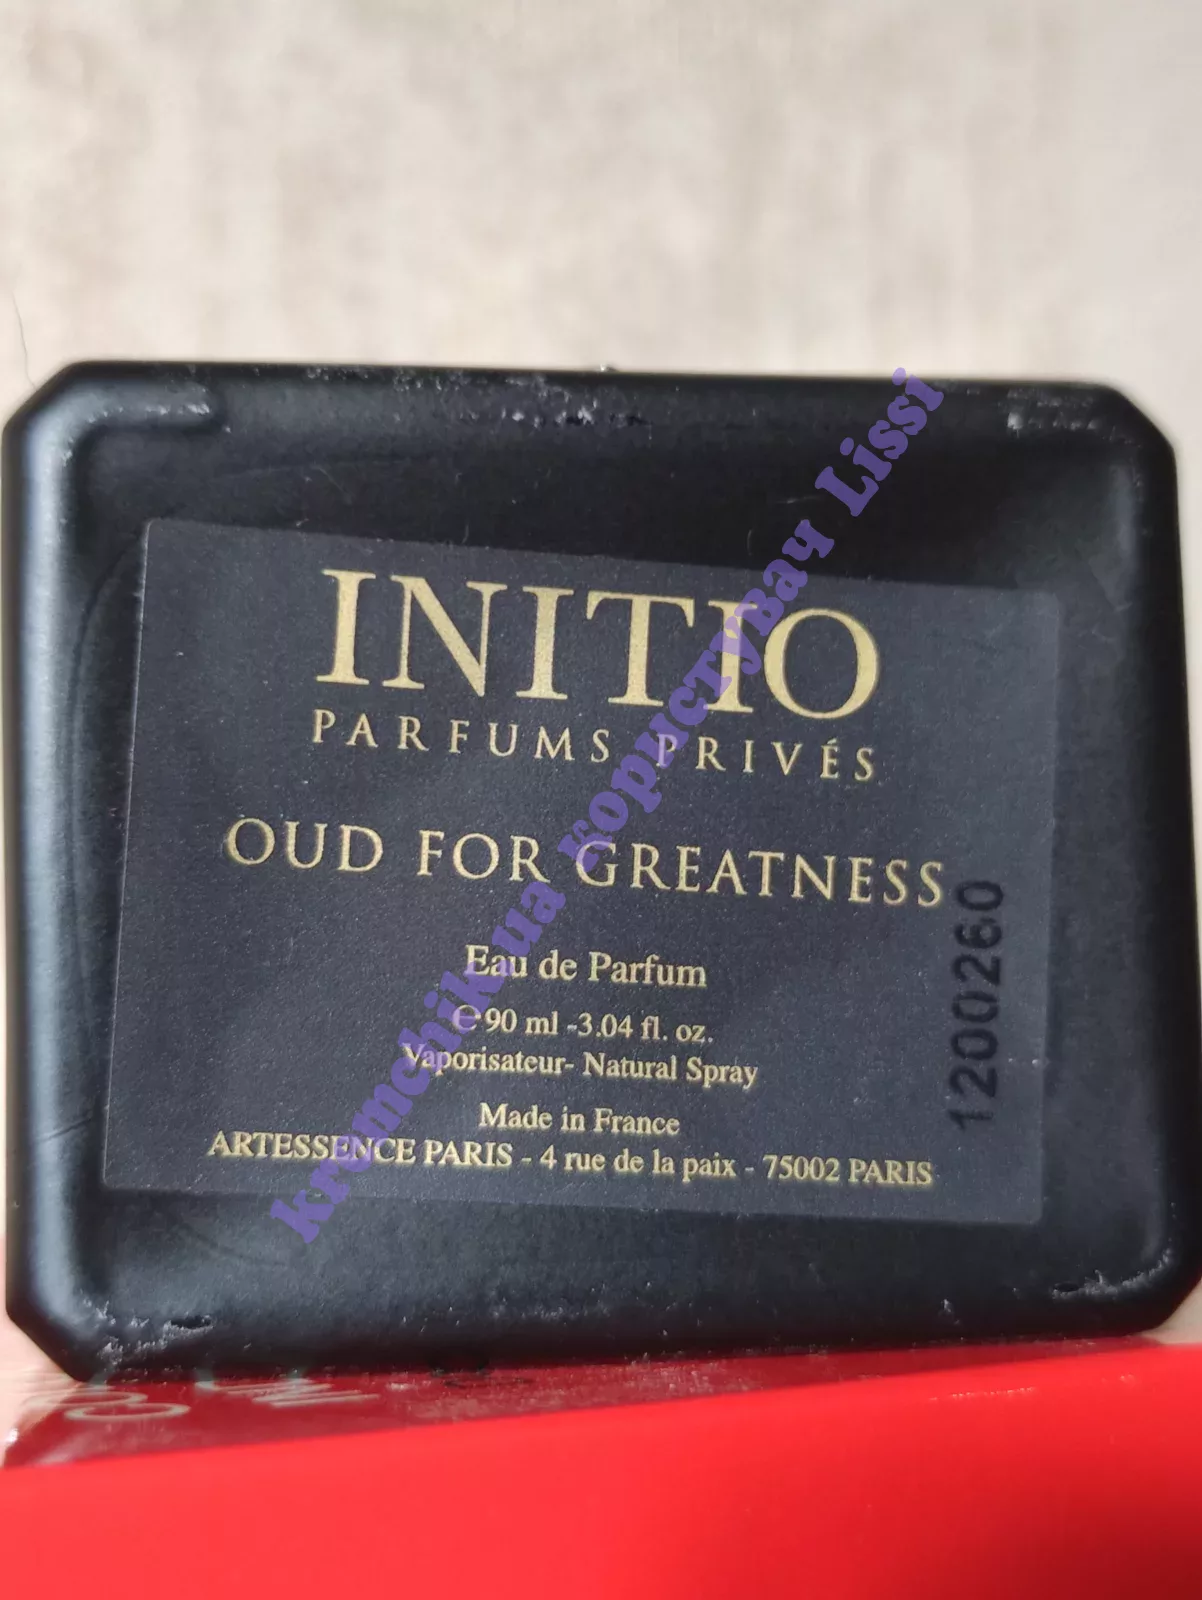 INITIO
PARFUMS PRIVÉS
OUD FOR GREATNESS
Eau de Parfum
℮90 ml -3.04 fl. oz.
Vaporisateur- Natural Spray
Made in France
ARTESSENCE PARIS - 4 rue de la paix - 75002 PARIS
1200260
krumchikua користувач Lissi